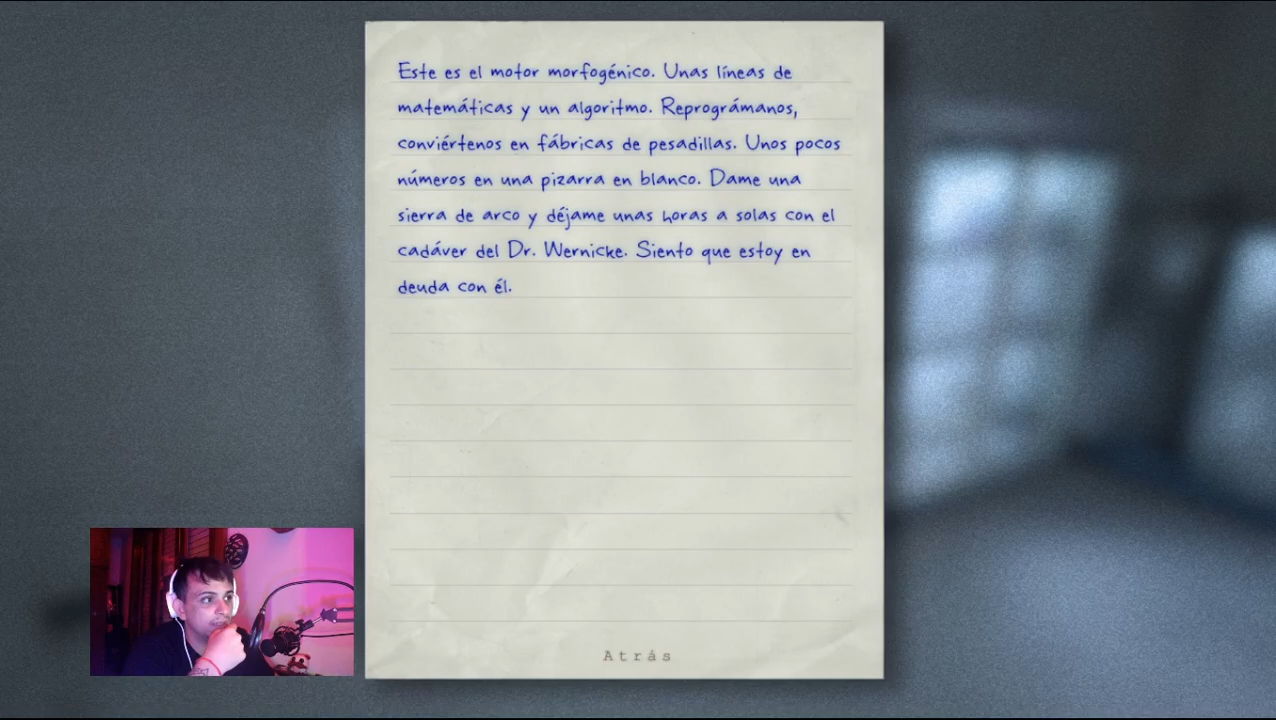 Este es el motor morfogénico. Unas líneas de
matemáticas y un algoritmo. Reprográmanos,
conviértenos en fábricas de pesadillas. Unos pocos
números en una pizarra en blanco. Dame una
sierra de arco y déjame unas horas a solas con el
cadáver del Dr. Wernicke. Siento que estoy en
deuda con él.
Atrás